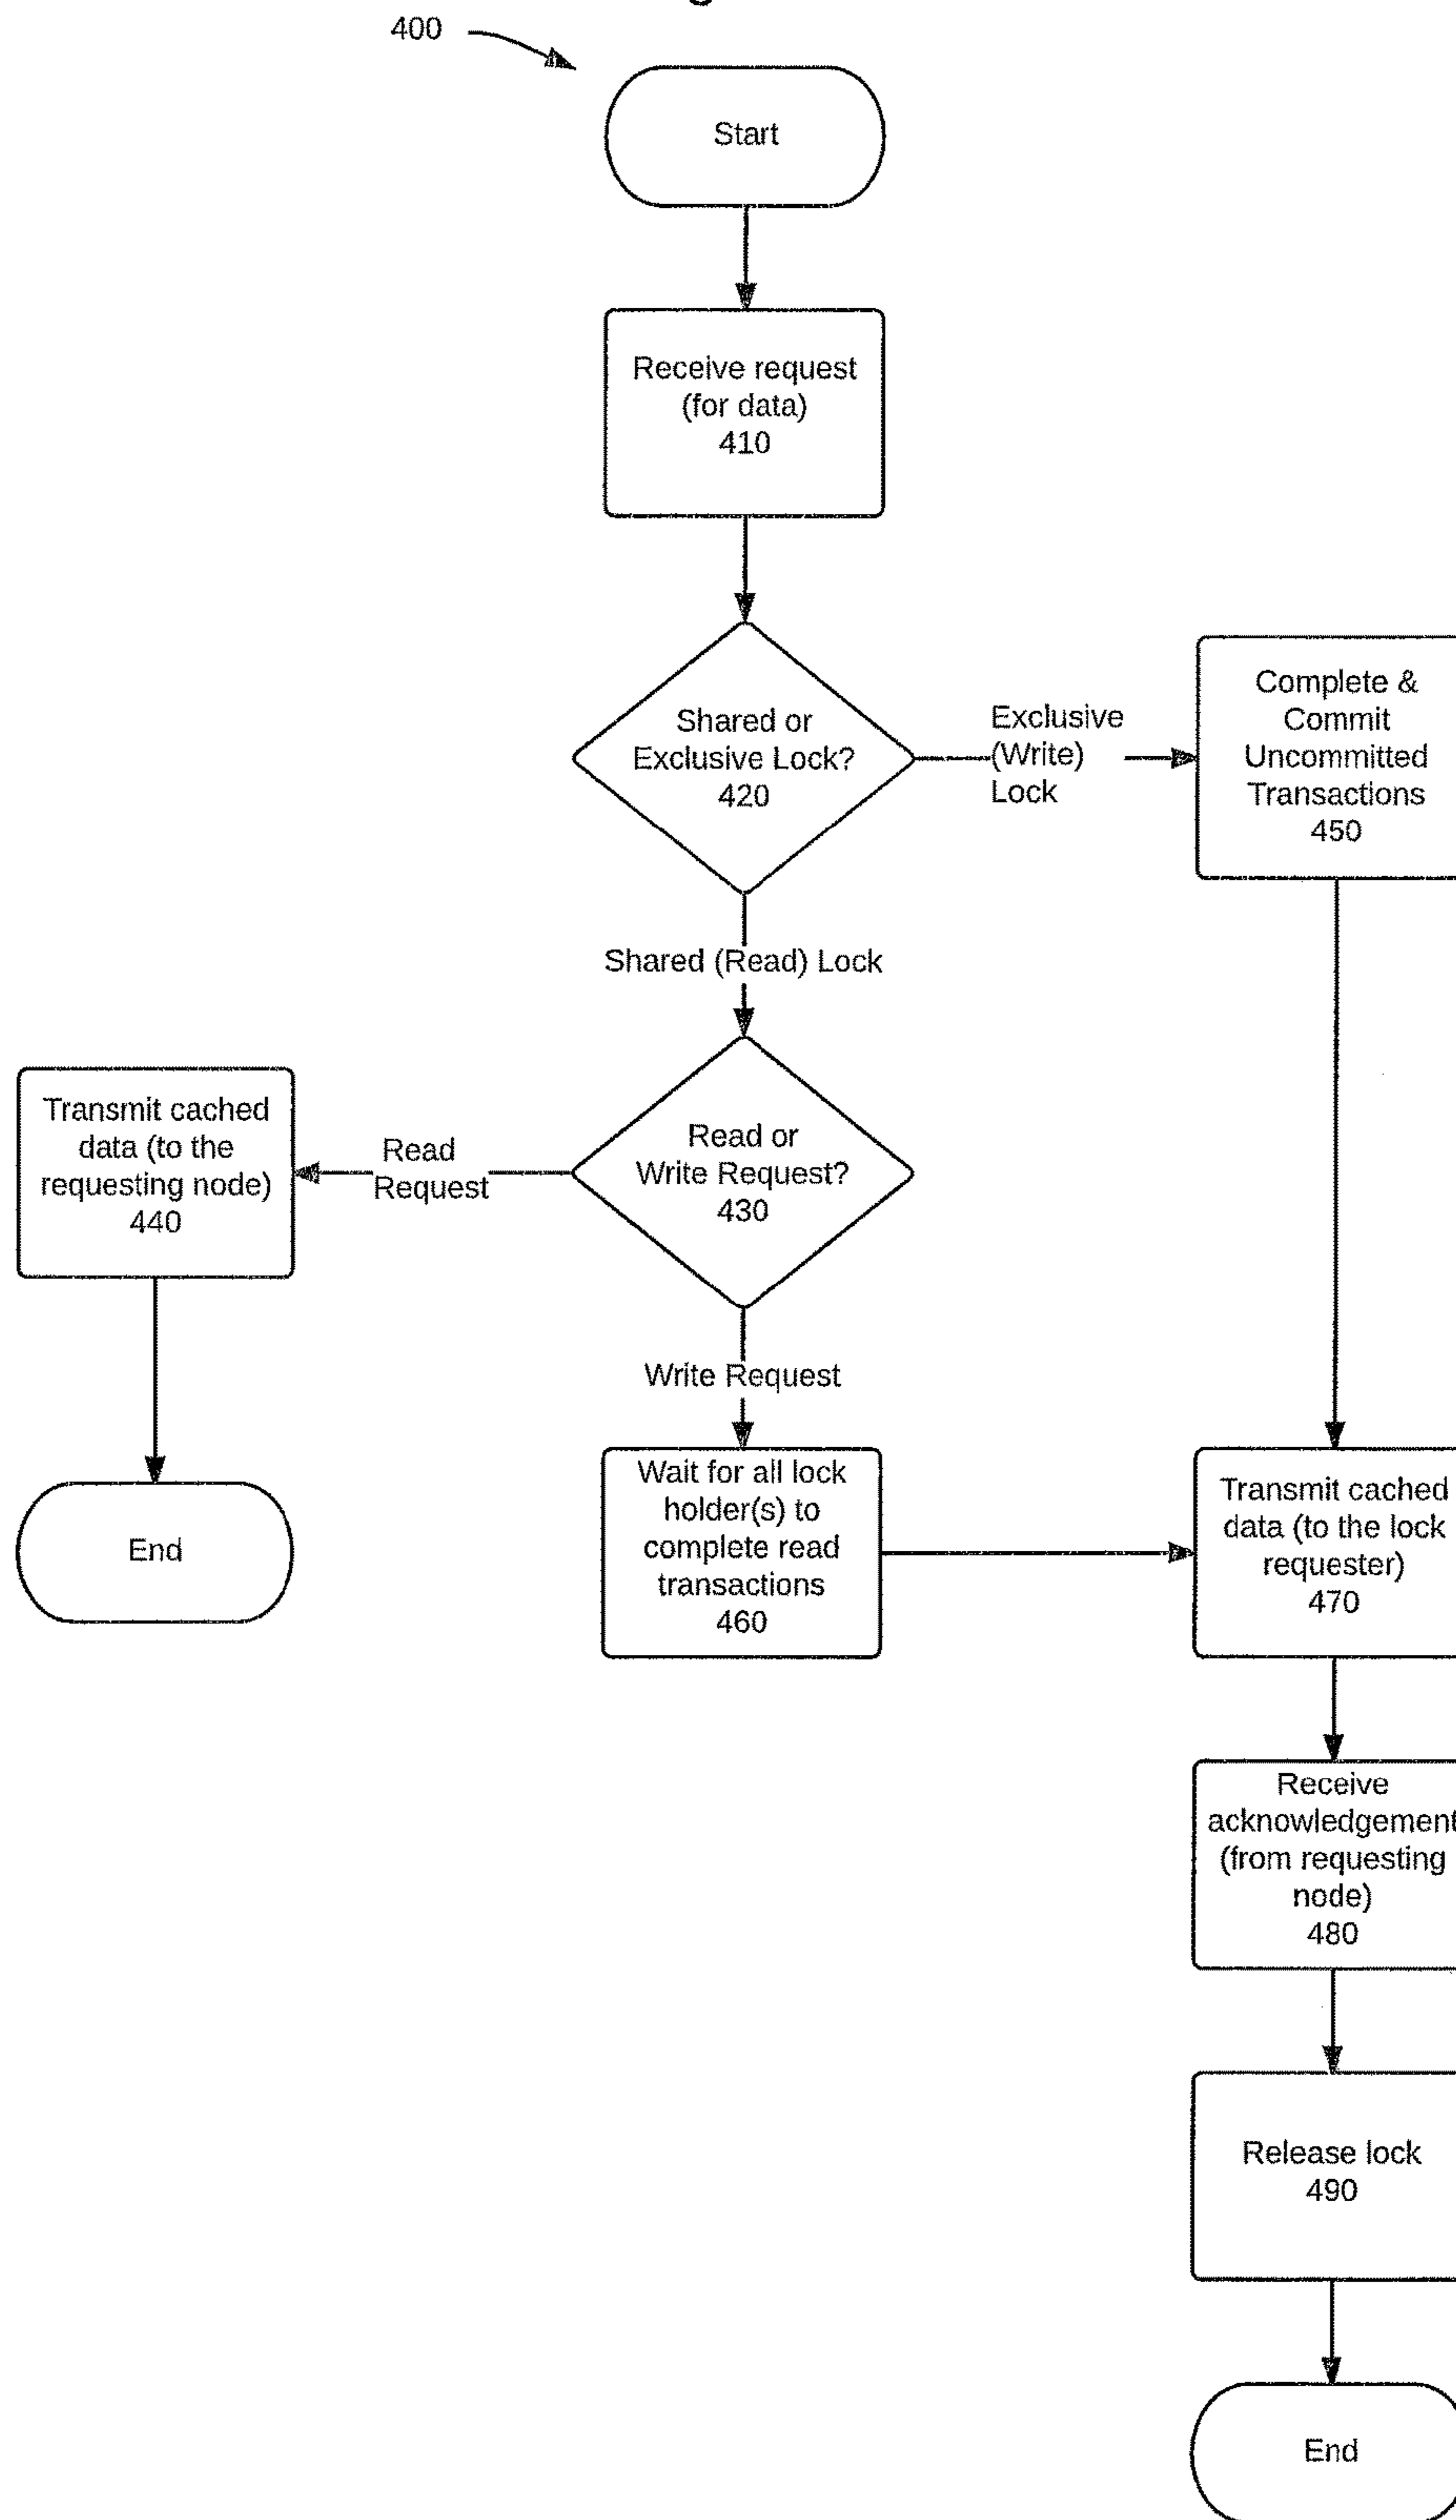 400
Start
Receive request
(for data)
410
Shared or
Exclusive Lock?
420
Exclusive
(Write)
Lock
Complete &
Commit
Uncommitted
Transactions
450
Shared (Read) Lock
Read or
Write Request?
430
Read
Request
Transmit cached
data (to the
requesting node)
440
End
Write Request
Wait for all lock
holder(s) to
complete read
transactions
460
Transmit cached
data (to the lock
requester)
470
Receive
acknowledgement
(from requesting
node)
480
Release lock
490
End